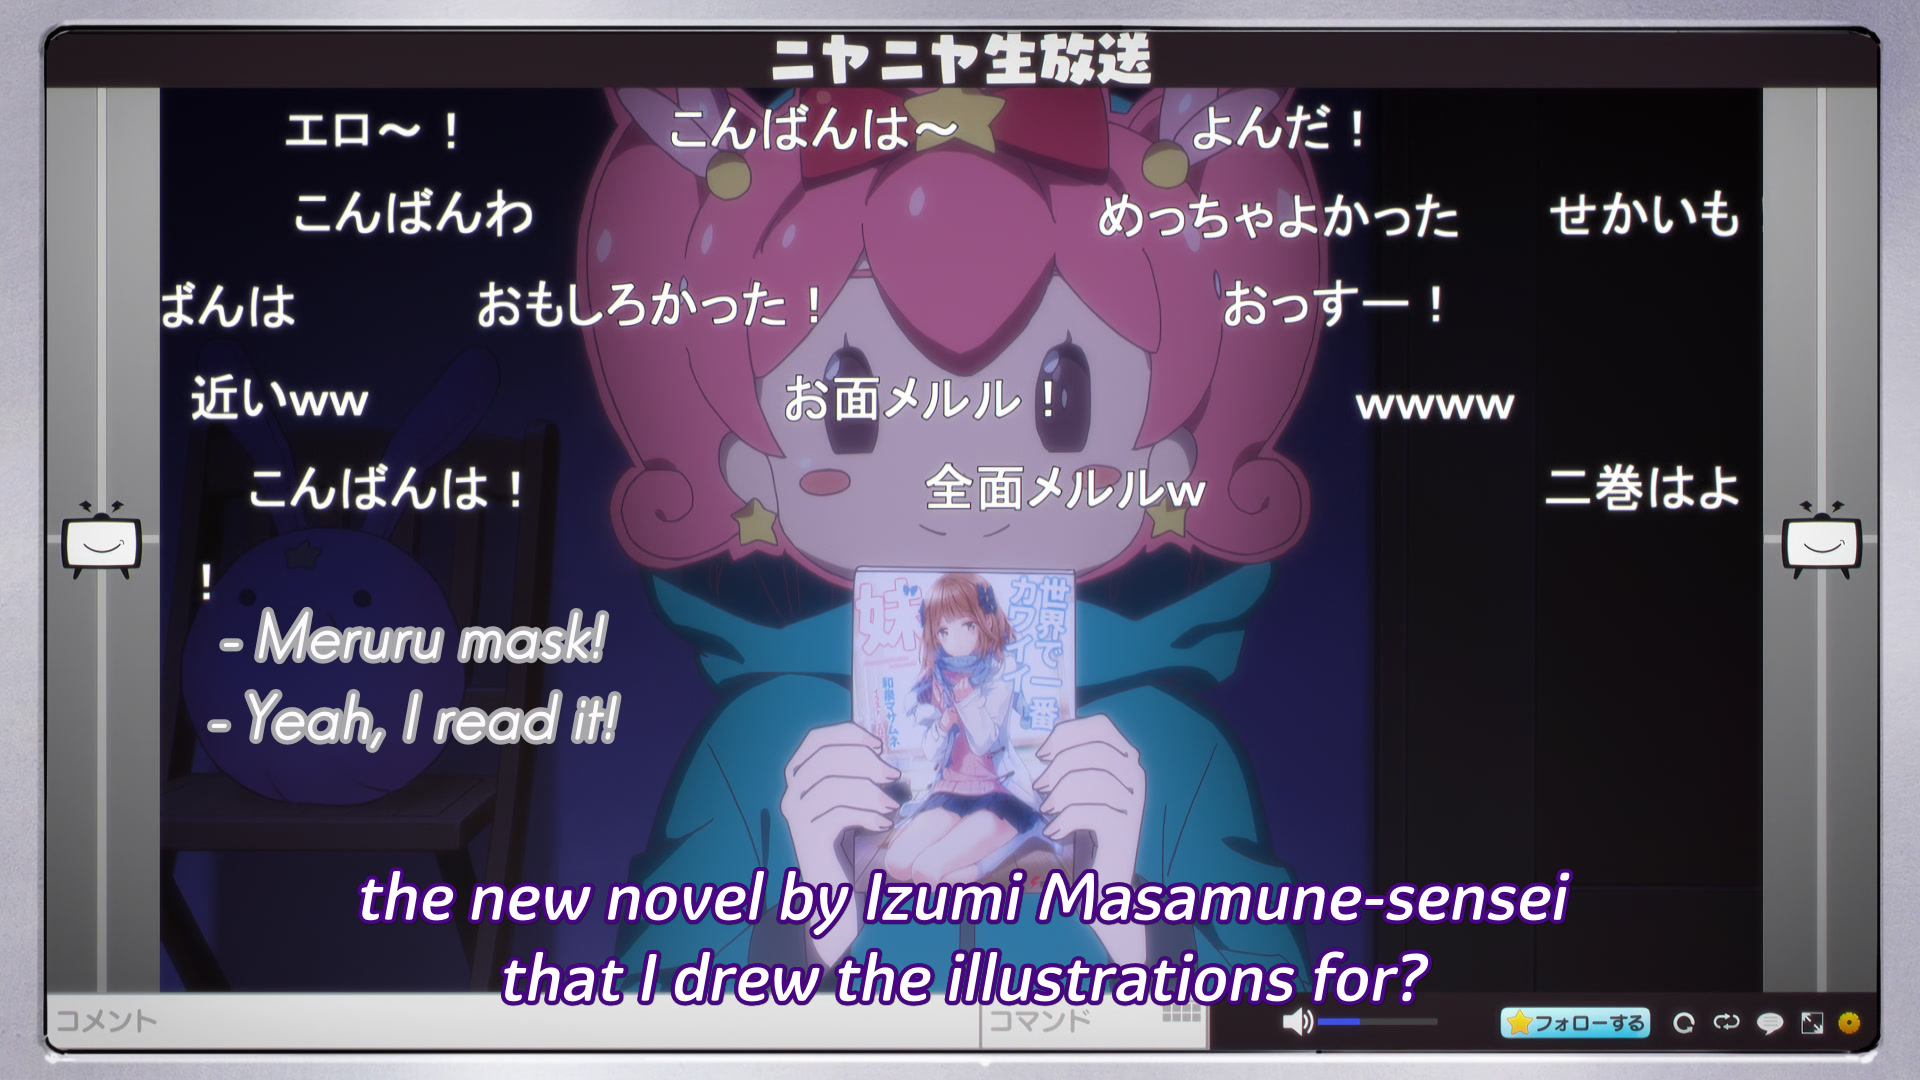 ニヤニヤ生放送
エロ～！ こんばんは～ よんだ！
こんばんわ めっちゃよかった せかいも
ばんは おもしろかった！ おっすー！
近いww お面メルル！ wwww
こんばんは！ 全面メルルw 二巻はよ
！
- Meruru mask!
- Yeah, I read it!
世界で一番
カワイイ
妹
和泉マサムネ
the new novel by Izumi Masamune-sensei
that I drew the illustrations for?
コメント
コマンド
フォローする